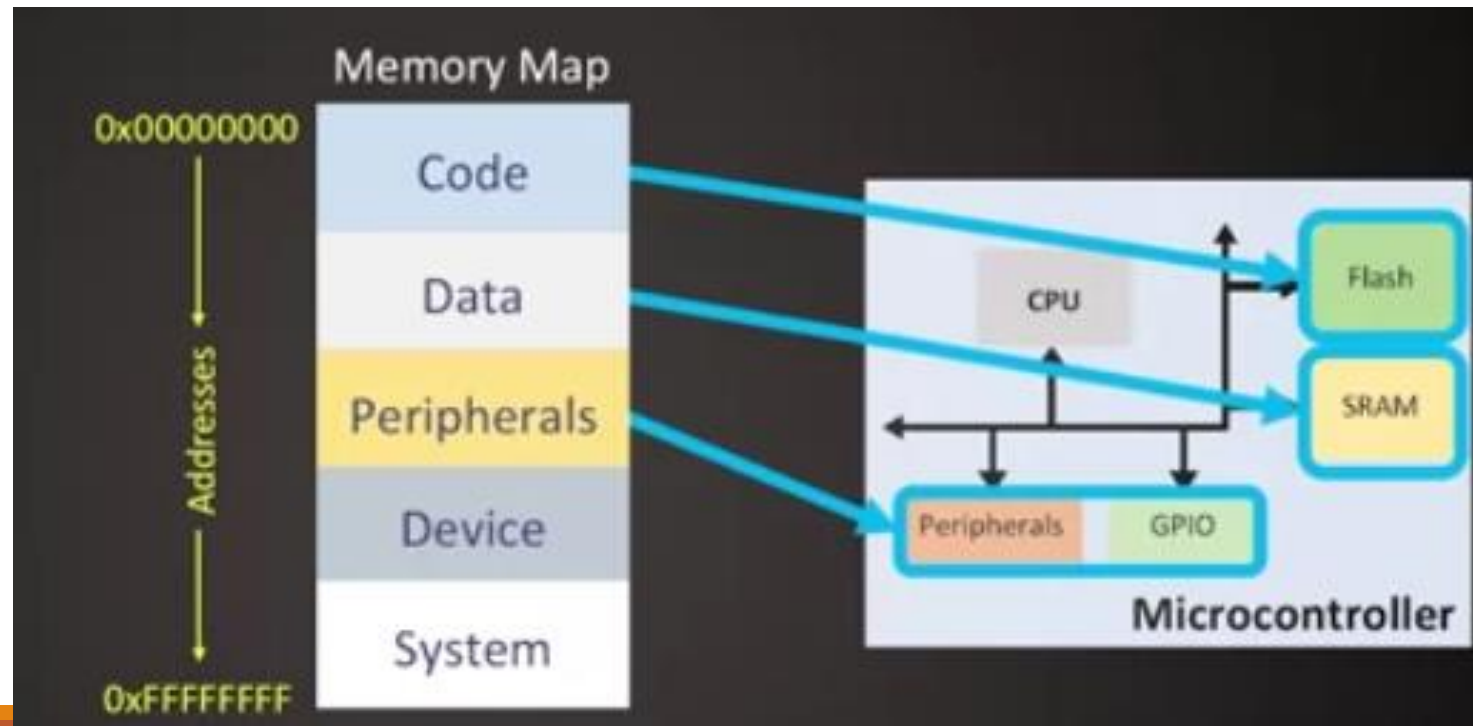 Memory Map
0x00000000
Addresses
0xFFFFFFFF
Code
Data
Peripherals
Device
System
CPU
Flash
SRAM
Peripherals
GPIO
Microcontroller